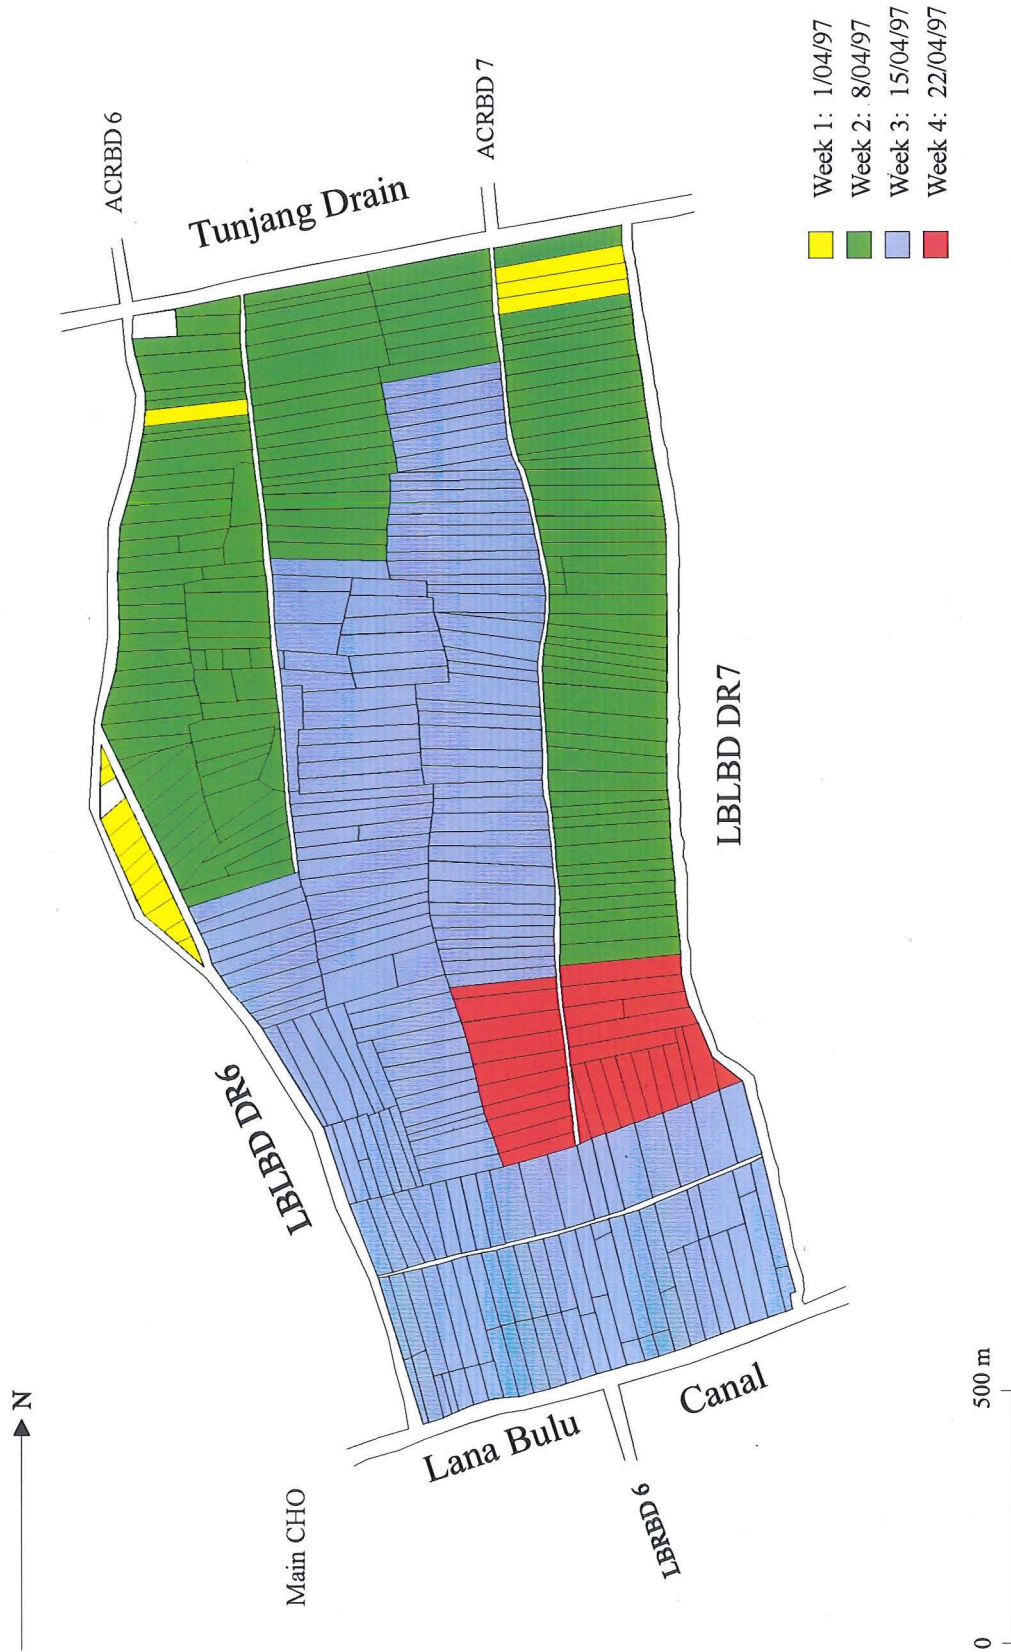 ACRBD 6
Tunjang Drain
ACRBD 7
Week 1: 1/04/97
Week 2: 8/04/97
Week 3: 15/04/97
Week 4: 22/04/97
LBLBD DR7
LBLBD DR6
N
Main CHO
Lana Bulu
Canal
LBRBD 6
0
500 m